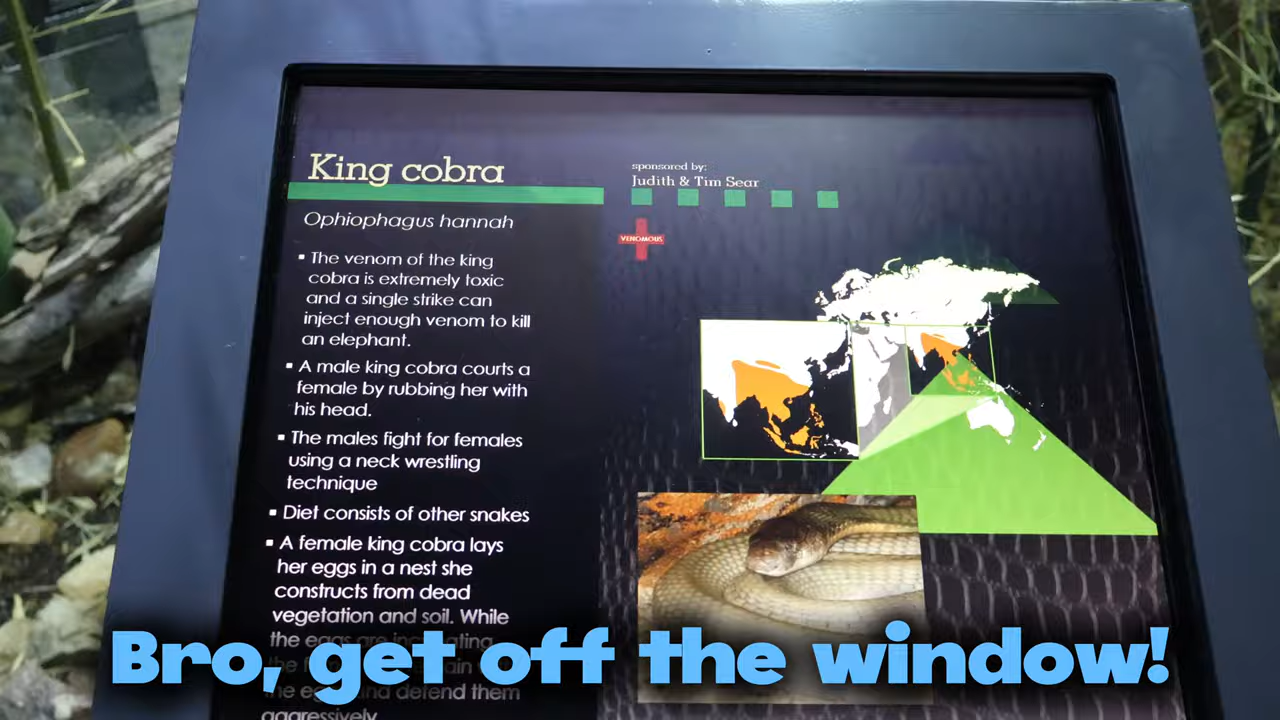 King cobra
Ophiophagus hannah
▪ The venom of the king
cobra is extremely toxic
and a single strike can
inject enough venom to kill
an elephant.
▪ A male king cobra courts a
female by rubbing her with
his head.
▪ The males fight for females
using a neck wrestling
technique
▪ Diet consists of other snakes
▪ A female king cobra lays
her eggs in a nest she
constructs from dead
vegetation and soil. While
the eggs are incubating
the
the and defend them
aggressively
sponsored by:
Judith & Tim Sear
VENOMOUS
Bro, get off the window!